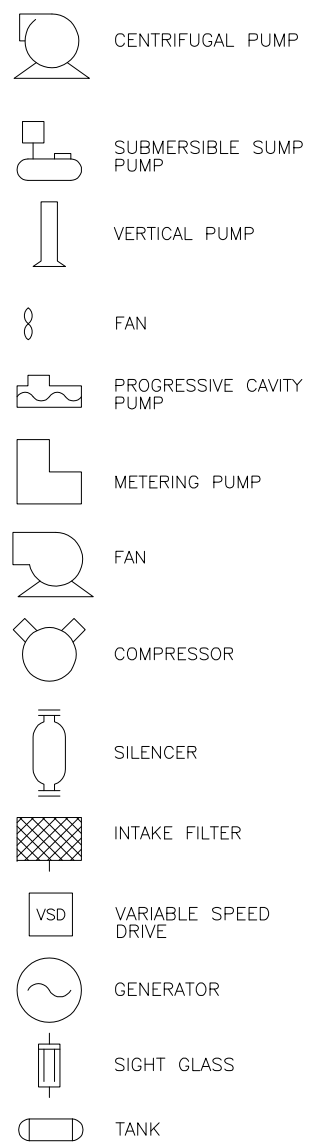 CENTRIFUGAL PUMP
SUBMERSIBLE SUMP
PUMP
VERTICAL PUMP
FAN
PROGRESSIVE CAVITY
PUMP
METERING PUMP
FAN
COMPRESSOR
SILENCER
INTAKE FILTER
VSD
VARIABLE SPEED
DRIVE
GENERATOR
SIGHT GLASS
TANK